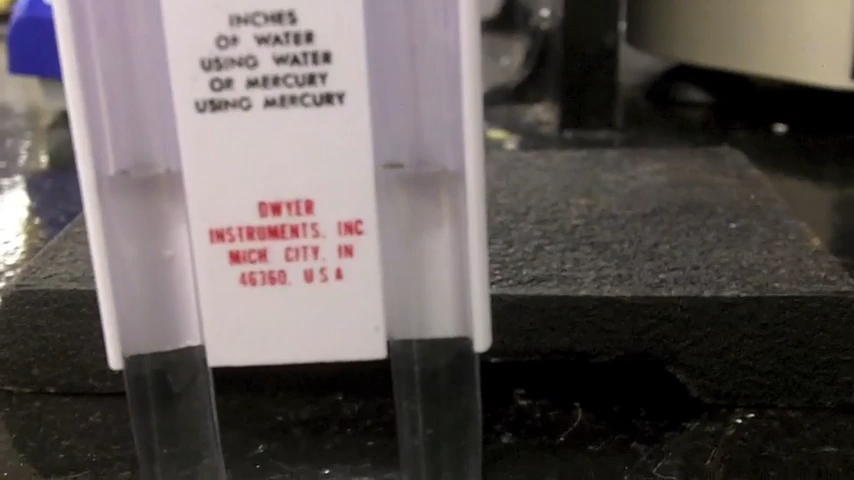 INCHES
OF WATER
USING WATER
OR MERCURY
USING MERCURY
DWYER
INSTRUMENTS, INC
MICH CITY, IN
46360, U S A